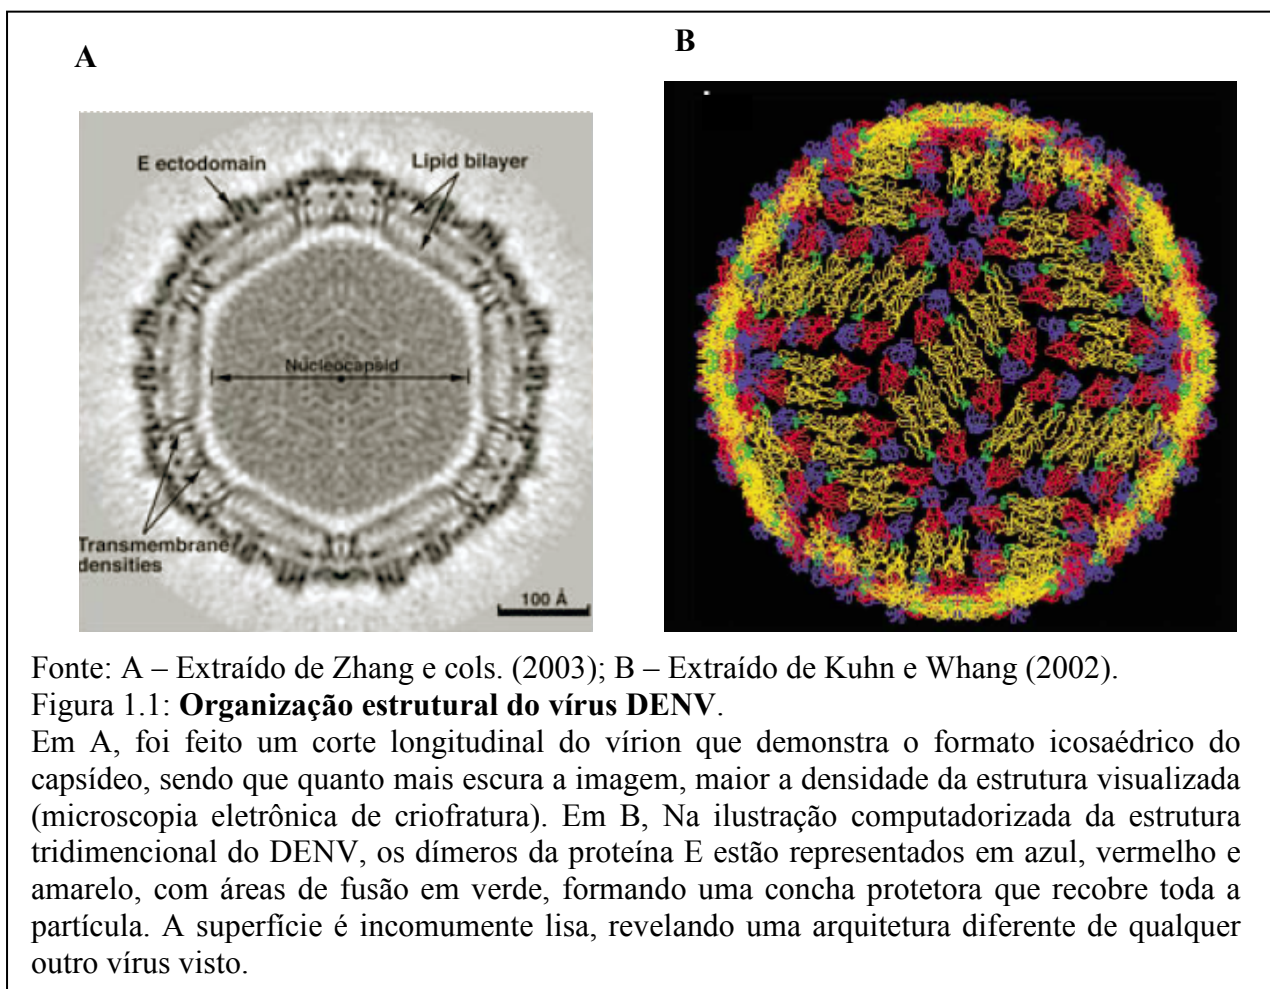 A
B
E ectodomain
Lipid bilayer
Nucleocapsid
Transmembrane
densities
100 Å
Fonte: A – Extraído de Zhang e cols. (2003); B – Extraído de Kuhn e Whang (2002).
Figura 1.1: Organização estrutural do vírus DENV.
Em A, foi feito um corte longitudinal do vírion que demonstra o formato icosaédrico do
capsídeo, sendo que quanto mais escura a imagem, maior a densidade da estrutura visualizada
(microscopia eletrônica de criofratura). Em B, Na ilustração computadorizada da estrutura
tridimencional do DENV, os dímeros da proteína E estão representados em azul, vermelho e
amarelo, com áreas de fusão em verde, formando uma concha protetora que recobre toda a
partícula. A superfície é incomumente lisa, revelando uma arquitetura diferente de qualquer
outro vírus visto.